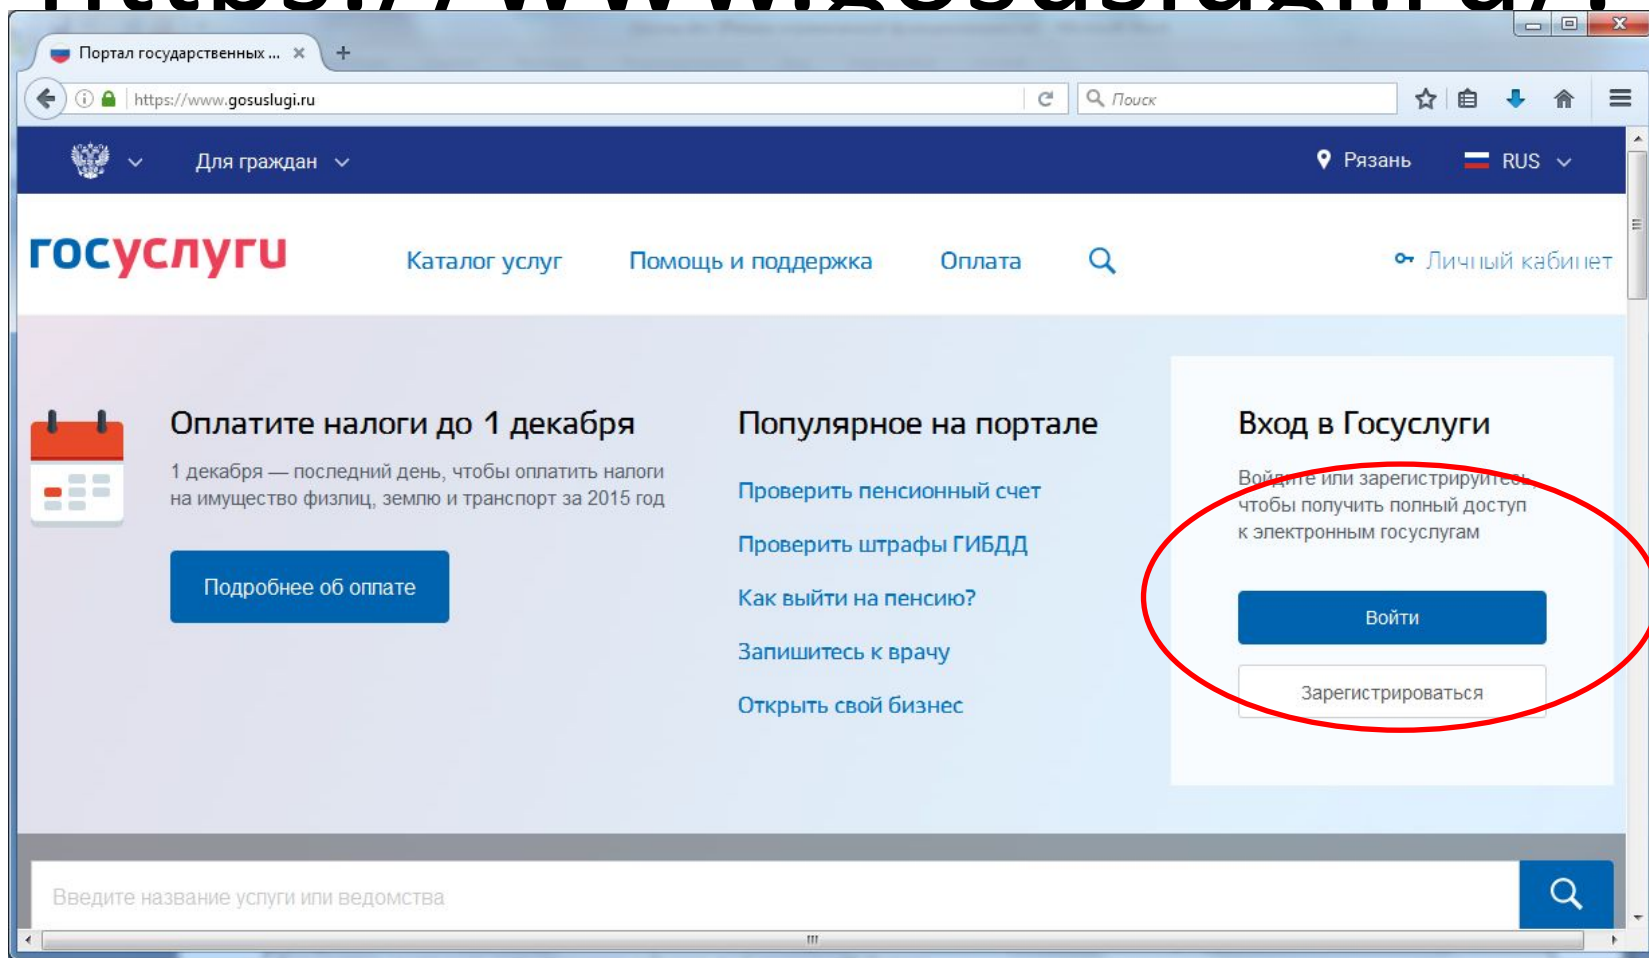 https://www.gosuslugi.ru/.
Портал государственных ...
https://www.gosuslugi.ru
Поиск
Для граждан
Рязань
RUS
госуслуги
Каталог услуг
Помощь и поддержка
Оплата
Личный кабинет
Оплатите налоги до 1 декабря
1 декабря — последний день, чтобы оплатить налоги
на имущество физлиц, землю и транспорт за 2015 год
Подробнее об оплате
Популярное на портале
Проверить пенсионный счет
Проверить штрафы ГИБДД
Как выйти на пенсию?
Запишитесь к врачу
Открыть свой бизнес
Вход в Госуслуги
Войдите или зарегистрируйтесь,
чтобы получить полный доступ
к электронным госуслугам
Войти
Зарегистрироваться
Введите название услуги или ведомства